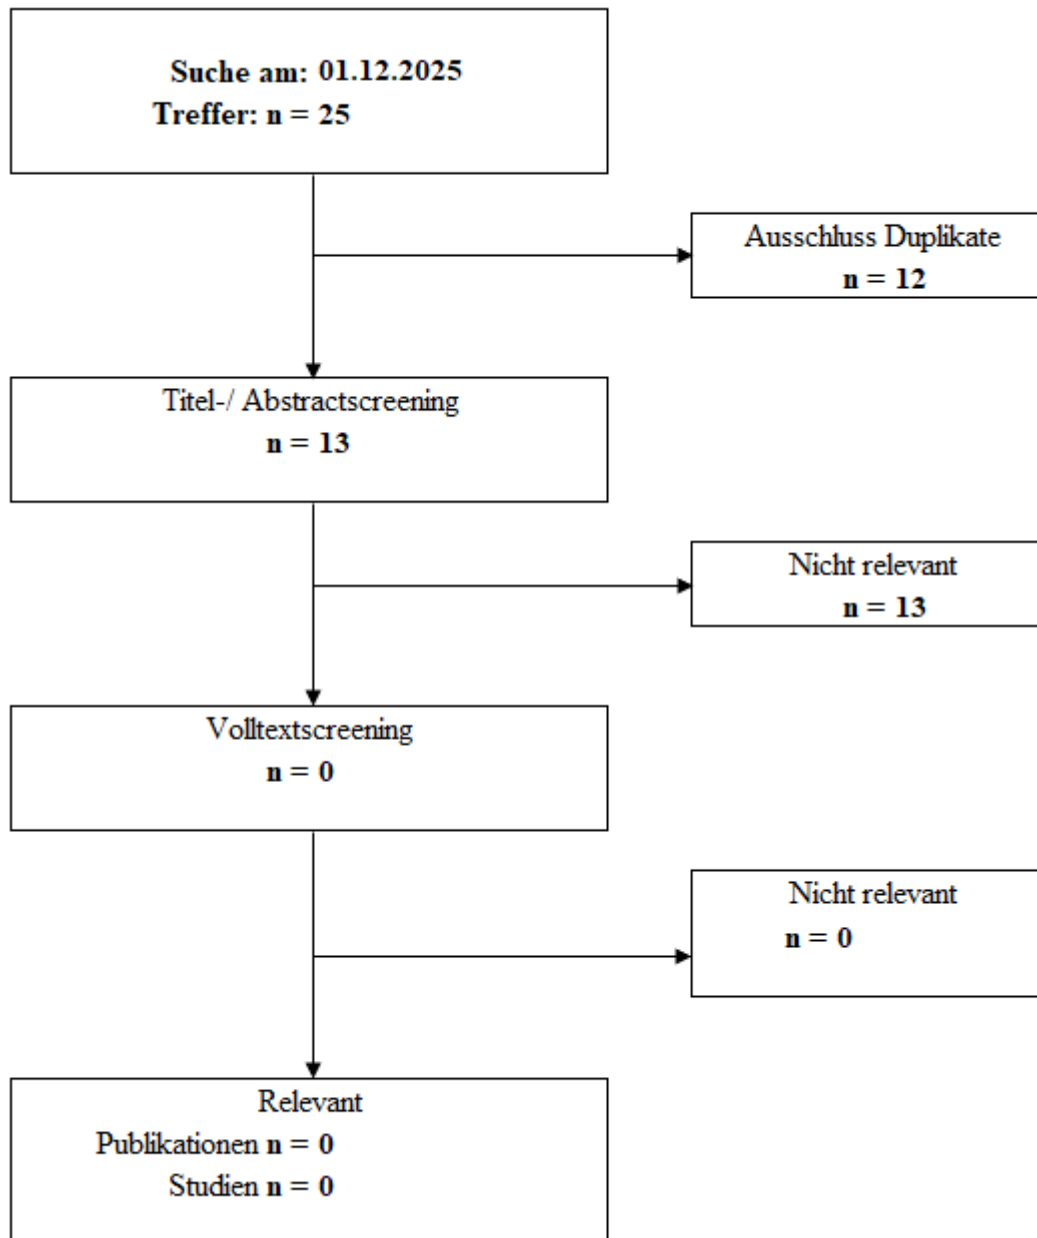 Suche am: 01.12.2025
Treffer: n = 25
Ausschluss Duplikate
n = 12
Titel-/ Abstractscreening
n = 13
Nicht relevant
n = 13
Volltextscreening
n = 0
Nicht relevant
n = 0
Relevant
Publikationen n = 0
Studien n = 0